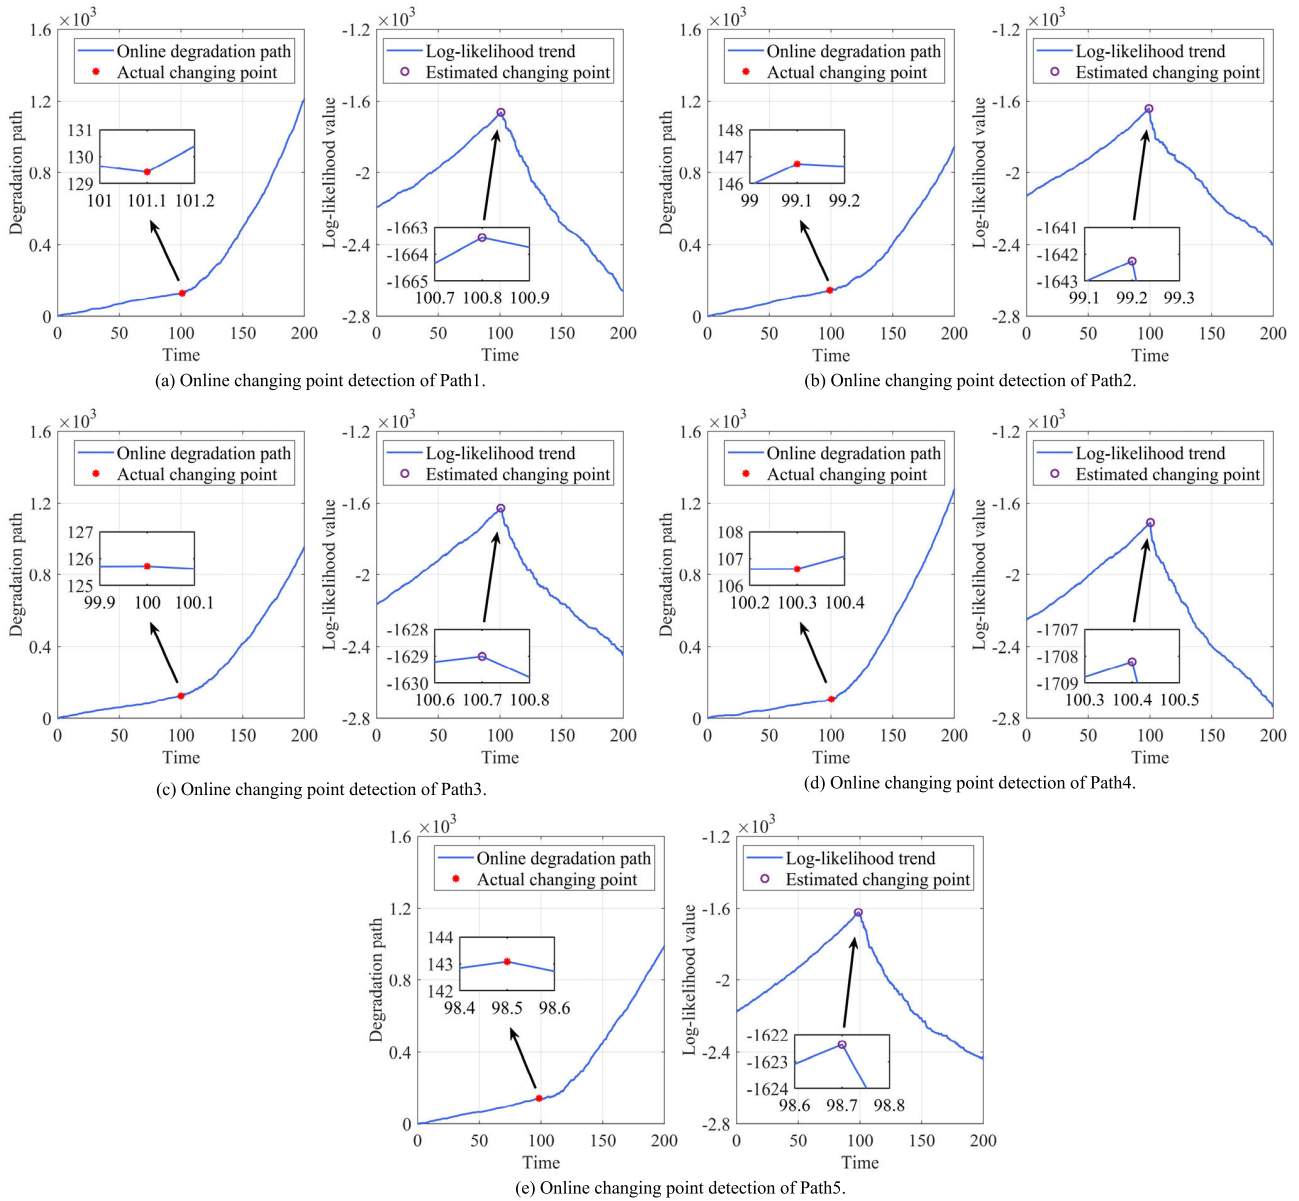 ×10³
1.6
1.2
0.8
0.4
0
Degradation path
Online degradation path
Actual changing point
131
130
129
101 101.1 101.2
0 50 100 150 200
Time
×10³
-1.2
-1.6
-2
-2.4
-2.8
Log-likelihood value
Log-likelihood trend
Estimated changing point
-1663
-1664
-1665
100.7 100.8 100.9
0 50 100 150 200
Time
(a) Online changing point detection of Path1.
×10³
1.6
1.2
0.8
0.4
0
Degradation path
Online degradation path
Actual changing point
148
147
146
99 99.1 99.2
0 50 100 150 200
Time
×10³
-1.2
-1.6
-2
-2.4
-2.8
Log-likelihood value
Log-likelihood trend
Estimated changing point
-1641
-1642
-1643
99.1 99.2 99.3
0 50 100 150 200
Time
(b) Online changing point detection of Path2.
×10³
1.6
1.2
0.8
0.4
0
Degradation path
Online degradation path
Actual changing point
127
126
125
99.9 100 100.1
0 50 100 150 200
Time
×10³
-1.2
-1.6
-2
-2.4
-2.8
Log-likelihood value
Log-likelihood trend
Estimated changing point
-1628
-1629
-1630
100.6 100.7 100.8
0 50 100 150 200
Time
(c) Online changing point detection of Path3.
×10³
1.6
1.2
0.8
0.4
0
Degradation path
Online degradation path
Actual changing point
108
107
106
100.2 100.3 100.4
0 50 100 150 200
Time
×10³
-1.2
-1.6
-2
-2.4
-2.8
Log-likelihood value
Log-likelihood trend
Estimated changing point
-1707
-1708
-1709
100.3 100.4 100.5
0 50 100 150 200
Time
(d) Online changing point detection of Path4.
×10³
1.6
1.2
0.8
0.4
0
Degradation path
Online degradation path
Actual changing point
144
143
142
98.4 98.5 98.6
0 50 100 150 200
Time
×10³
-1.2
-1.6
-2
-2.4
-2.8
Log-likelihood value
Log-likelihood trend
Estimated changing point
-1622
-1623
-1624
98.6 98.7 98.8
0 50 100 150 200
Time
(e) Online changing point detection of Path5.